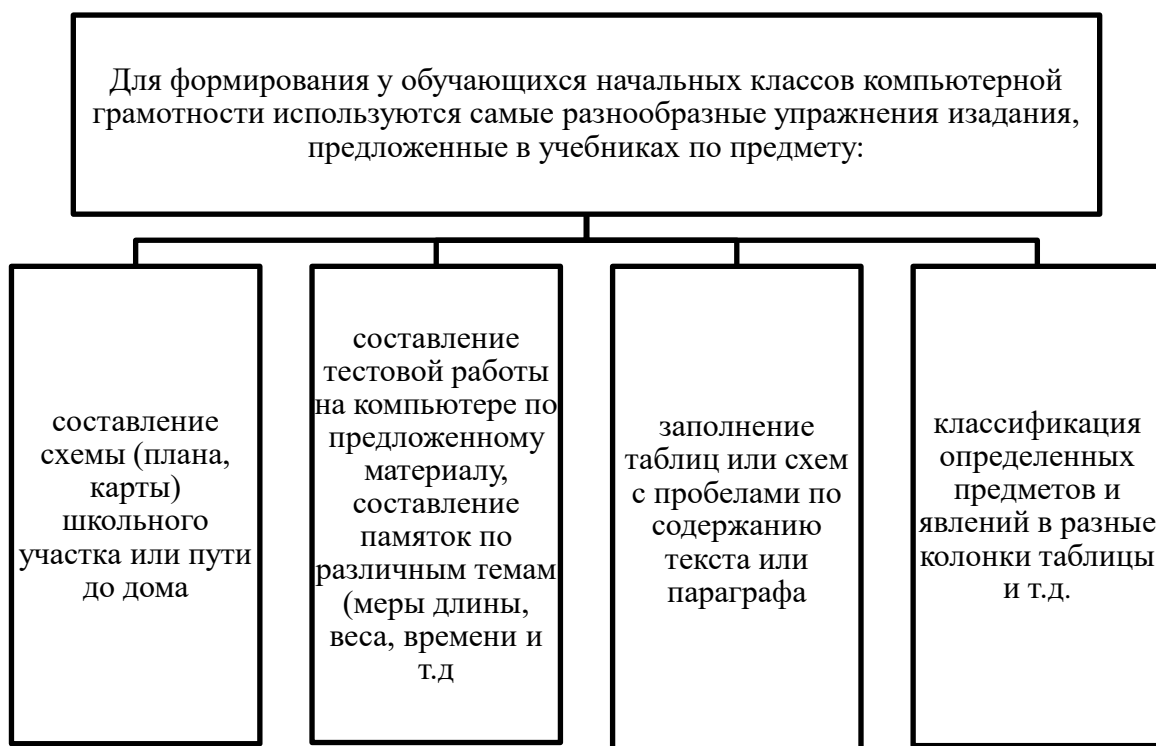 Для формирования у обучающихся начальных классов компьютерной
грамотности используются самые разнообразные упражнения изадания,
предложенные в учебниках по предмету:
составление
схемы (плана,
карты)
школьного
участка или пути
до дома
составление
тестовой работы
на компьютере по
предложенному
материалу,
составление
памяток по
различным темам
(меры длины,
веса, времени и
т.д
заполнение
таблиц или схем
с пробелами по
содержанию
текста или
параграфа
классификация
определенных
предметов и
явлений в разные
колонки таблицы
и т.д.